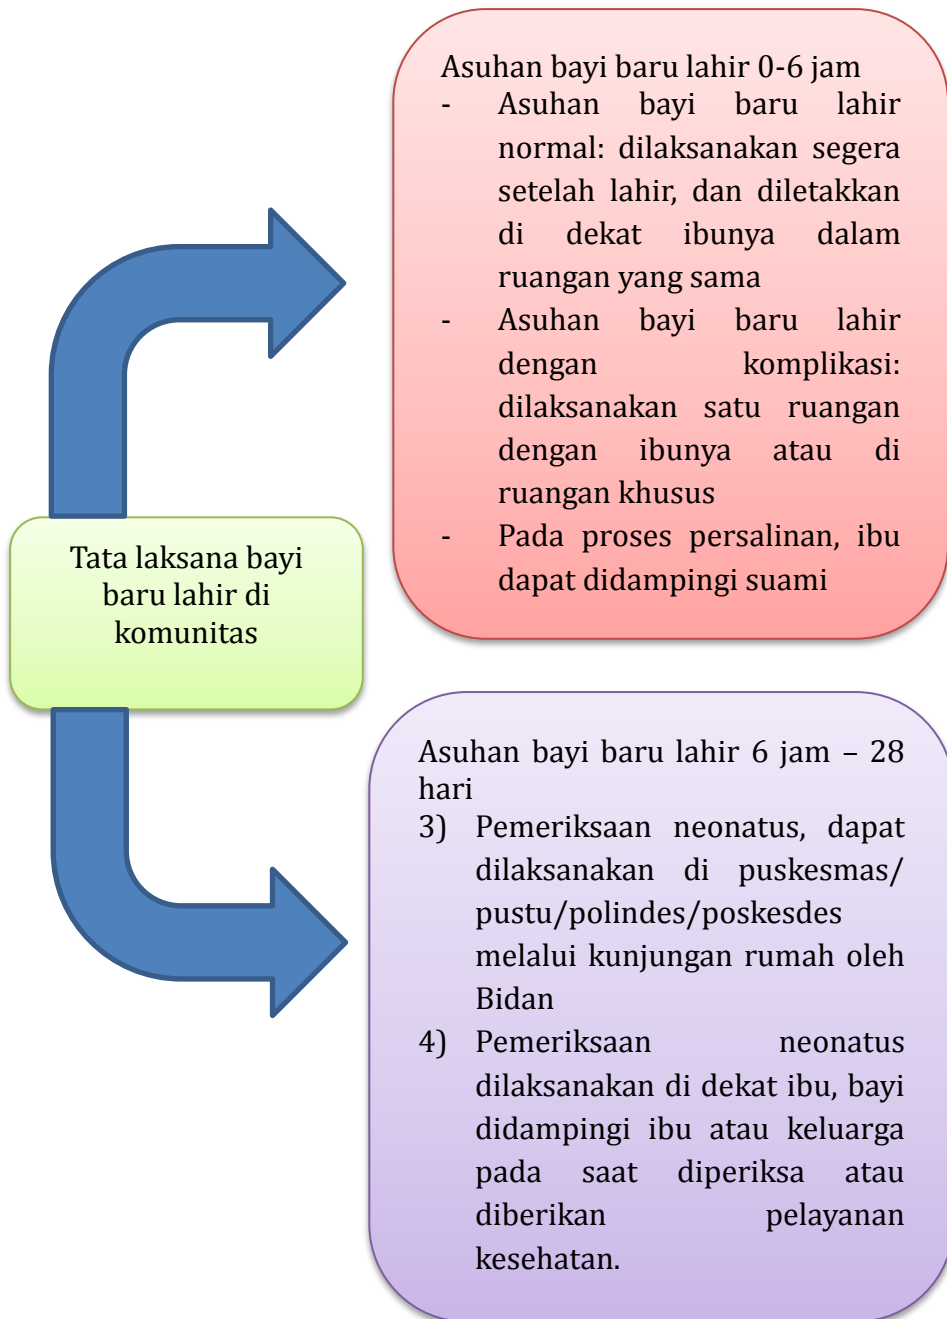 Asuhan bayi baru lahir 0-6 jam
- Asuhan bayi baru lahir
normal: dilaksanakan segera
setelah lahir, dan diletakkan
di dekat ibunya dalam
ruangan yang sama
- Asuhan bayi baru lahir
dengan komplikasi:
dilaksanakan satu ruangan
dengan ibunya atau di
ruangan khusus
- Pada proses persalinan, ibu
dapat didampingi suami
Tata laksana bayi
baru lahir di
komunitas
Asuhan bayi baru lahir 6 jam – 28
hari
3) Pemeriksaan neonatus, dapat
dilaksanakan di puskesmas/
pustu/polindes/poskesdes
melalui kunjungan rumah oleh
Bidan
4) Pemeriksaan neonatus
dilaksanakan di dekat ibu, bayi
didampingi ibu atau keluarga
pada saat diperiksa atau
diberikan pelayanan
kesehatan.